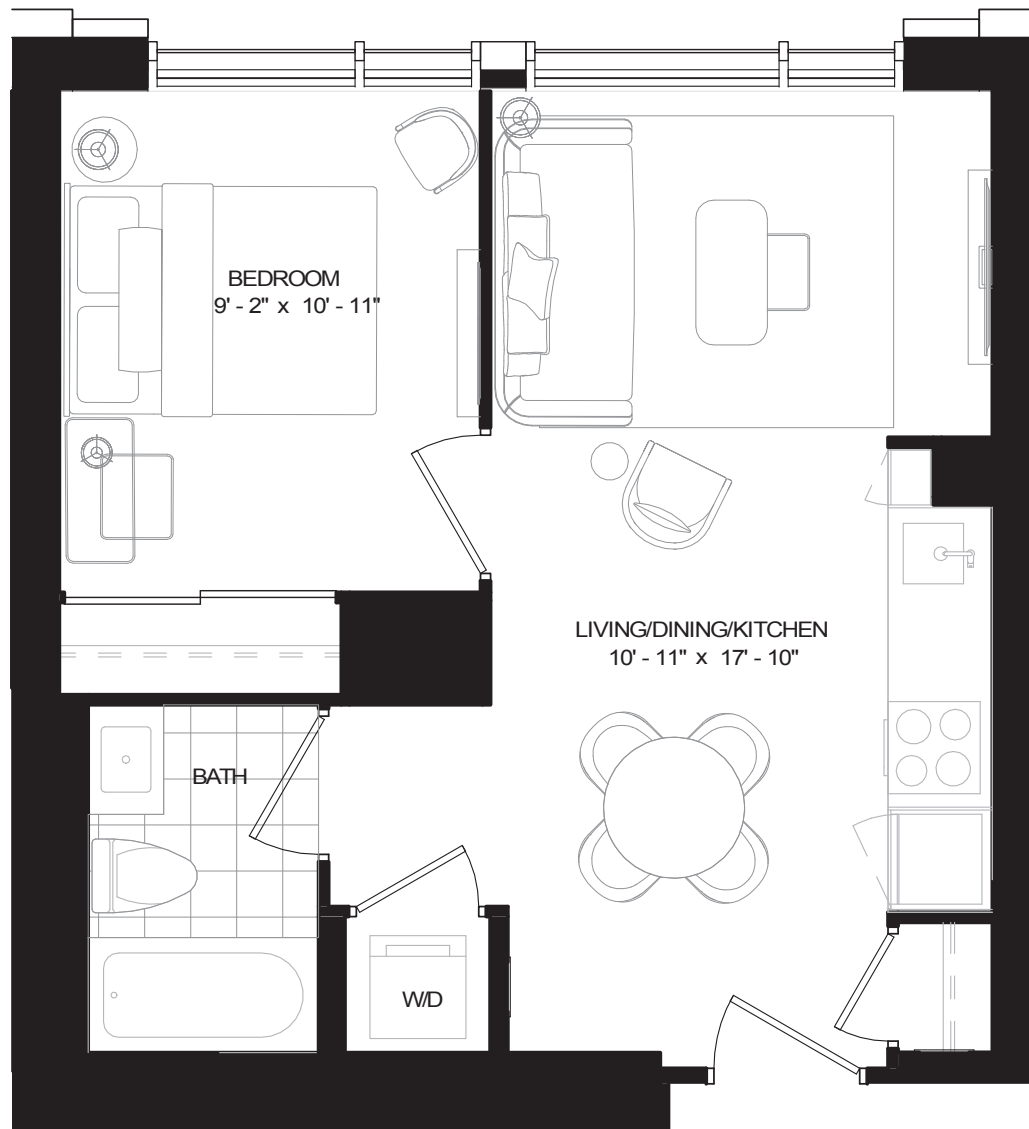 BEDROOM
9' - 2" x 10' - 11"
LIVING/DINING/KITCHEN
10' - 11" x 17' - 10"
BATH
W/D